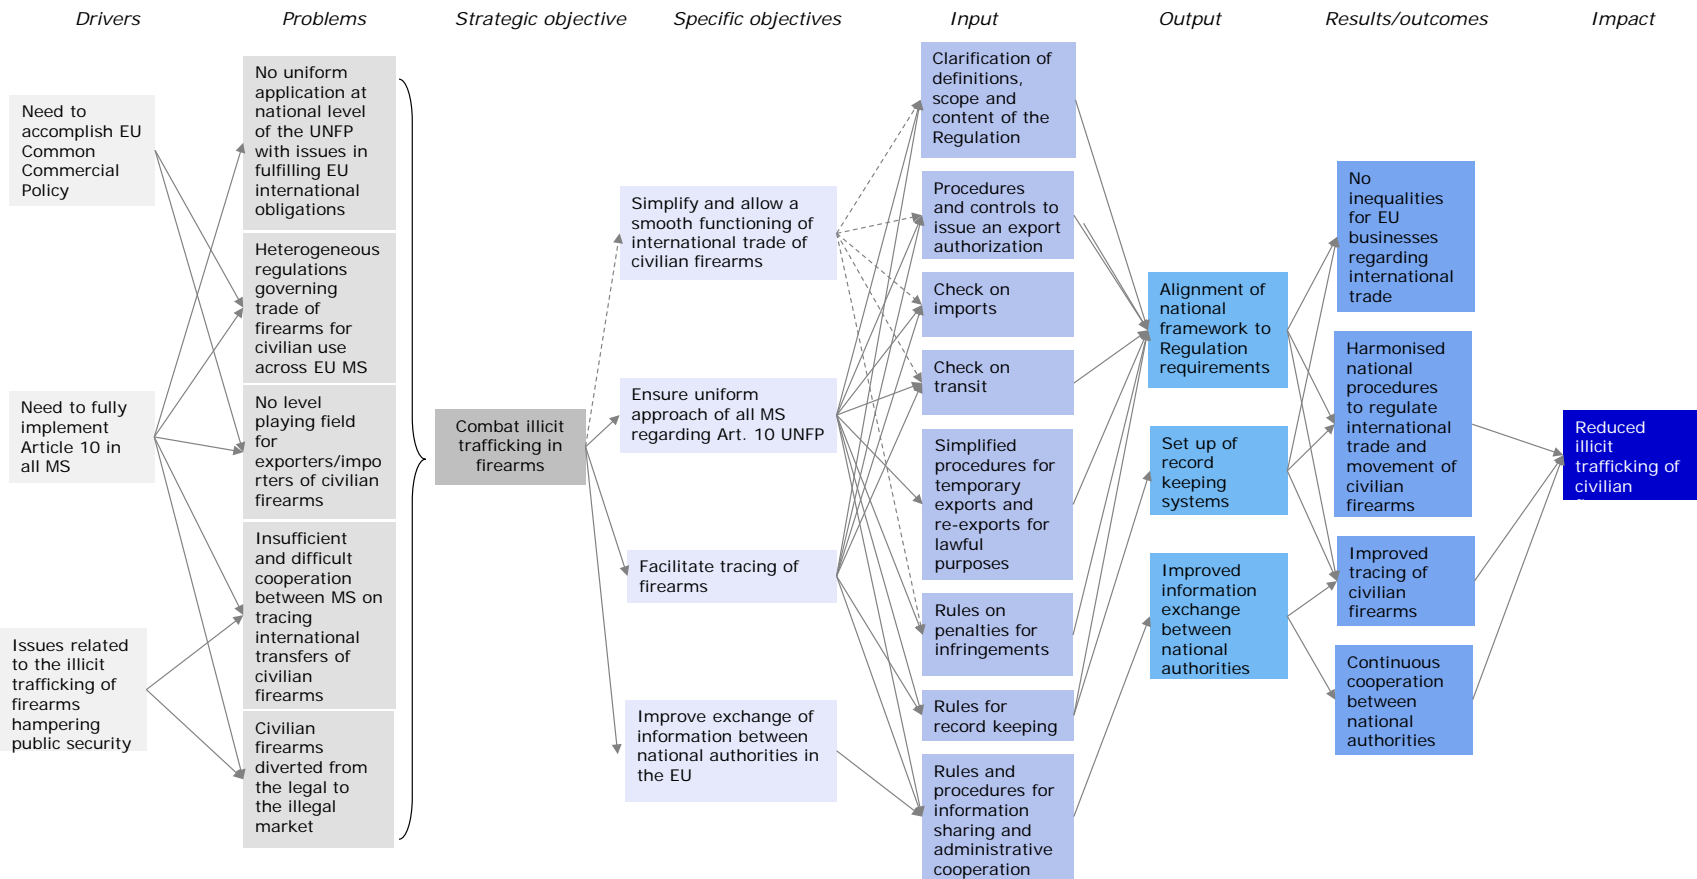 Drivers
Problems
Strategic objective
Specific objectives
Input
Output
Results/outcomes
Impact
Need to
accomplish EU
Common
Commercial
Policy
Need to fully
implement
Article 10 in
all MS
Issues related
to the illicit
trafficking of
firearms
hampering
public security
No uniform
application at
national level
of the UNFP
with issues in
fulfilling EU
international
obligations
Heterogeneous
regulations
governing
trade of
firearms for
civilian use
across EU MS
No level
playing field
for
exporters/impo
rters of civilian
firearms
Insufficient
and difficult
cooperation
between MS on
tracing
international
transfers of
civilian
firearms
Civilian
firearms
diverted from
the legal to
the illegal
market
Combat illicit
trafficking in
firearms
Simplify and allow a
smooth functioning of
international trade of
civilian firearms
Ensure uniform
approach of all MS
regarding Art. 10 UNFP
Facilitate tracing of
firearms
Improve exchange of
information between
national authorities in
the EU
Clarification of
definitions,
scope and
content of the
Regulation
Procedures
and controls to
issue an export
authorization
Check on
imports
Check on
transit
Simplified
procedures for
temporary
exports and
re-exports for
lawful
purposes
Rules on
penalties for
infringements
Rules for
record keeping
Rules and
procedures for
information
sharing and
administrative
cooperation
Alignment of
national
framework to
Regulation
requirements
Set up of
record
keeping
systems
Improved
information
exchange
between
national
authorities
No
inequalities
for EU
businesses
regarding
international
trade
Harmonised
national
procedures
to regulate
international
trade and
movement of
civilian
firearms
Improved
tracing of
civilian
firearms
Continuous
cooperation
between
national
authorities
Reduced
illicit
trafficking of
civilian